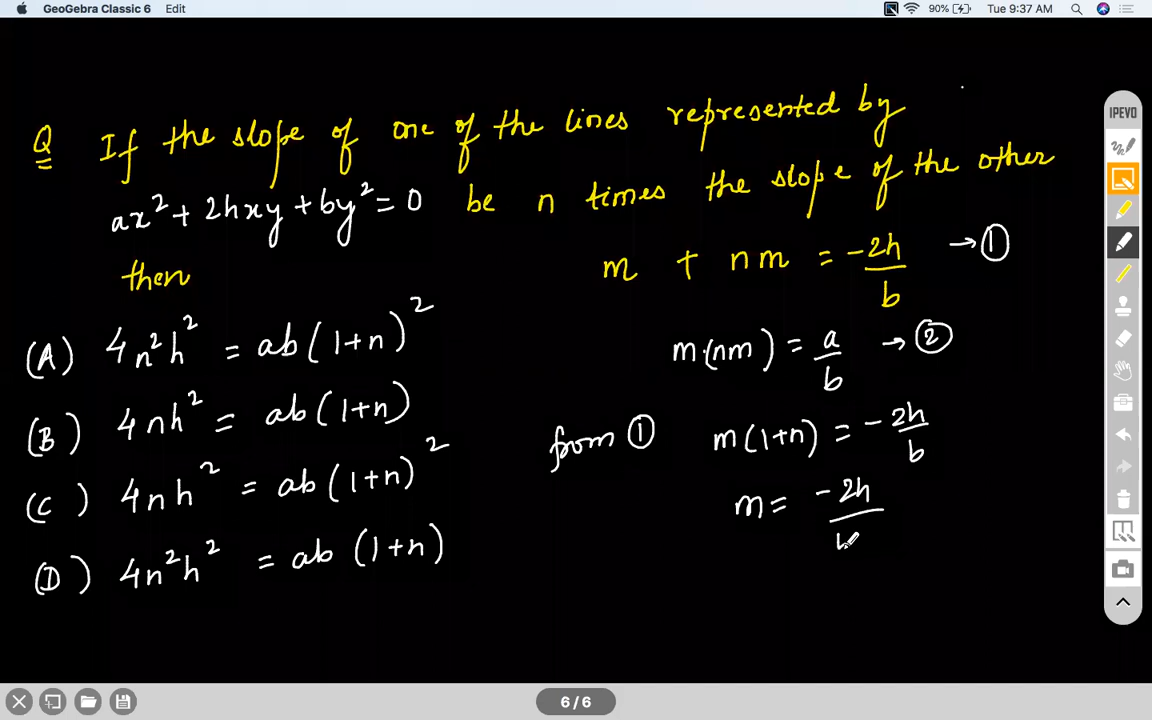 GeoGebra Classic 6 Edit 90% Tue 9:37 AM
Q If the slope of one of the lines represented by
ax² + 2hxy + by² = 0 be n times the slope of the other
then
m + nm = -2h/b → ①
(A) 4n²h² = ab(1+n)²
m·(nm) = a/b → ②
(B) 4nh² = ab(1+n)
from ① m(1+n) = -2h/b
(C) 4nh² = ab(1+n)²
m = -2h/b
(D) 4n²h² = ab (1+n)
IPEVO
6/6